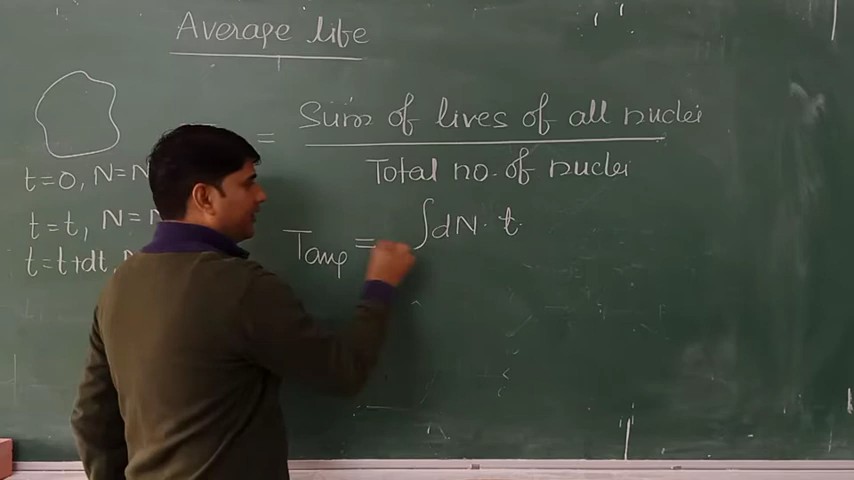 Average life
= Sum of lives of all nuclei
Total no. of nuclei
t=0, N=N
t=t, N=N
t=t+dt,
Tavg = ∫dN. t